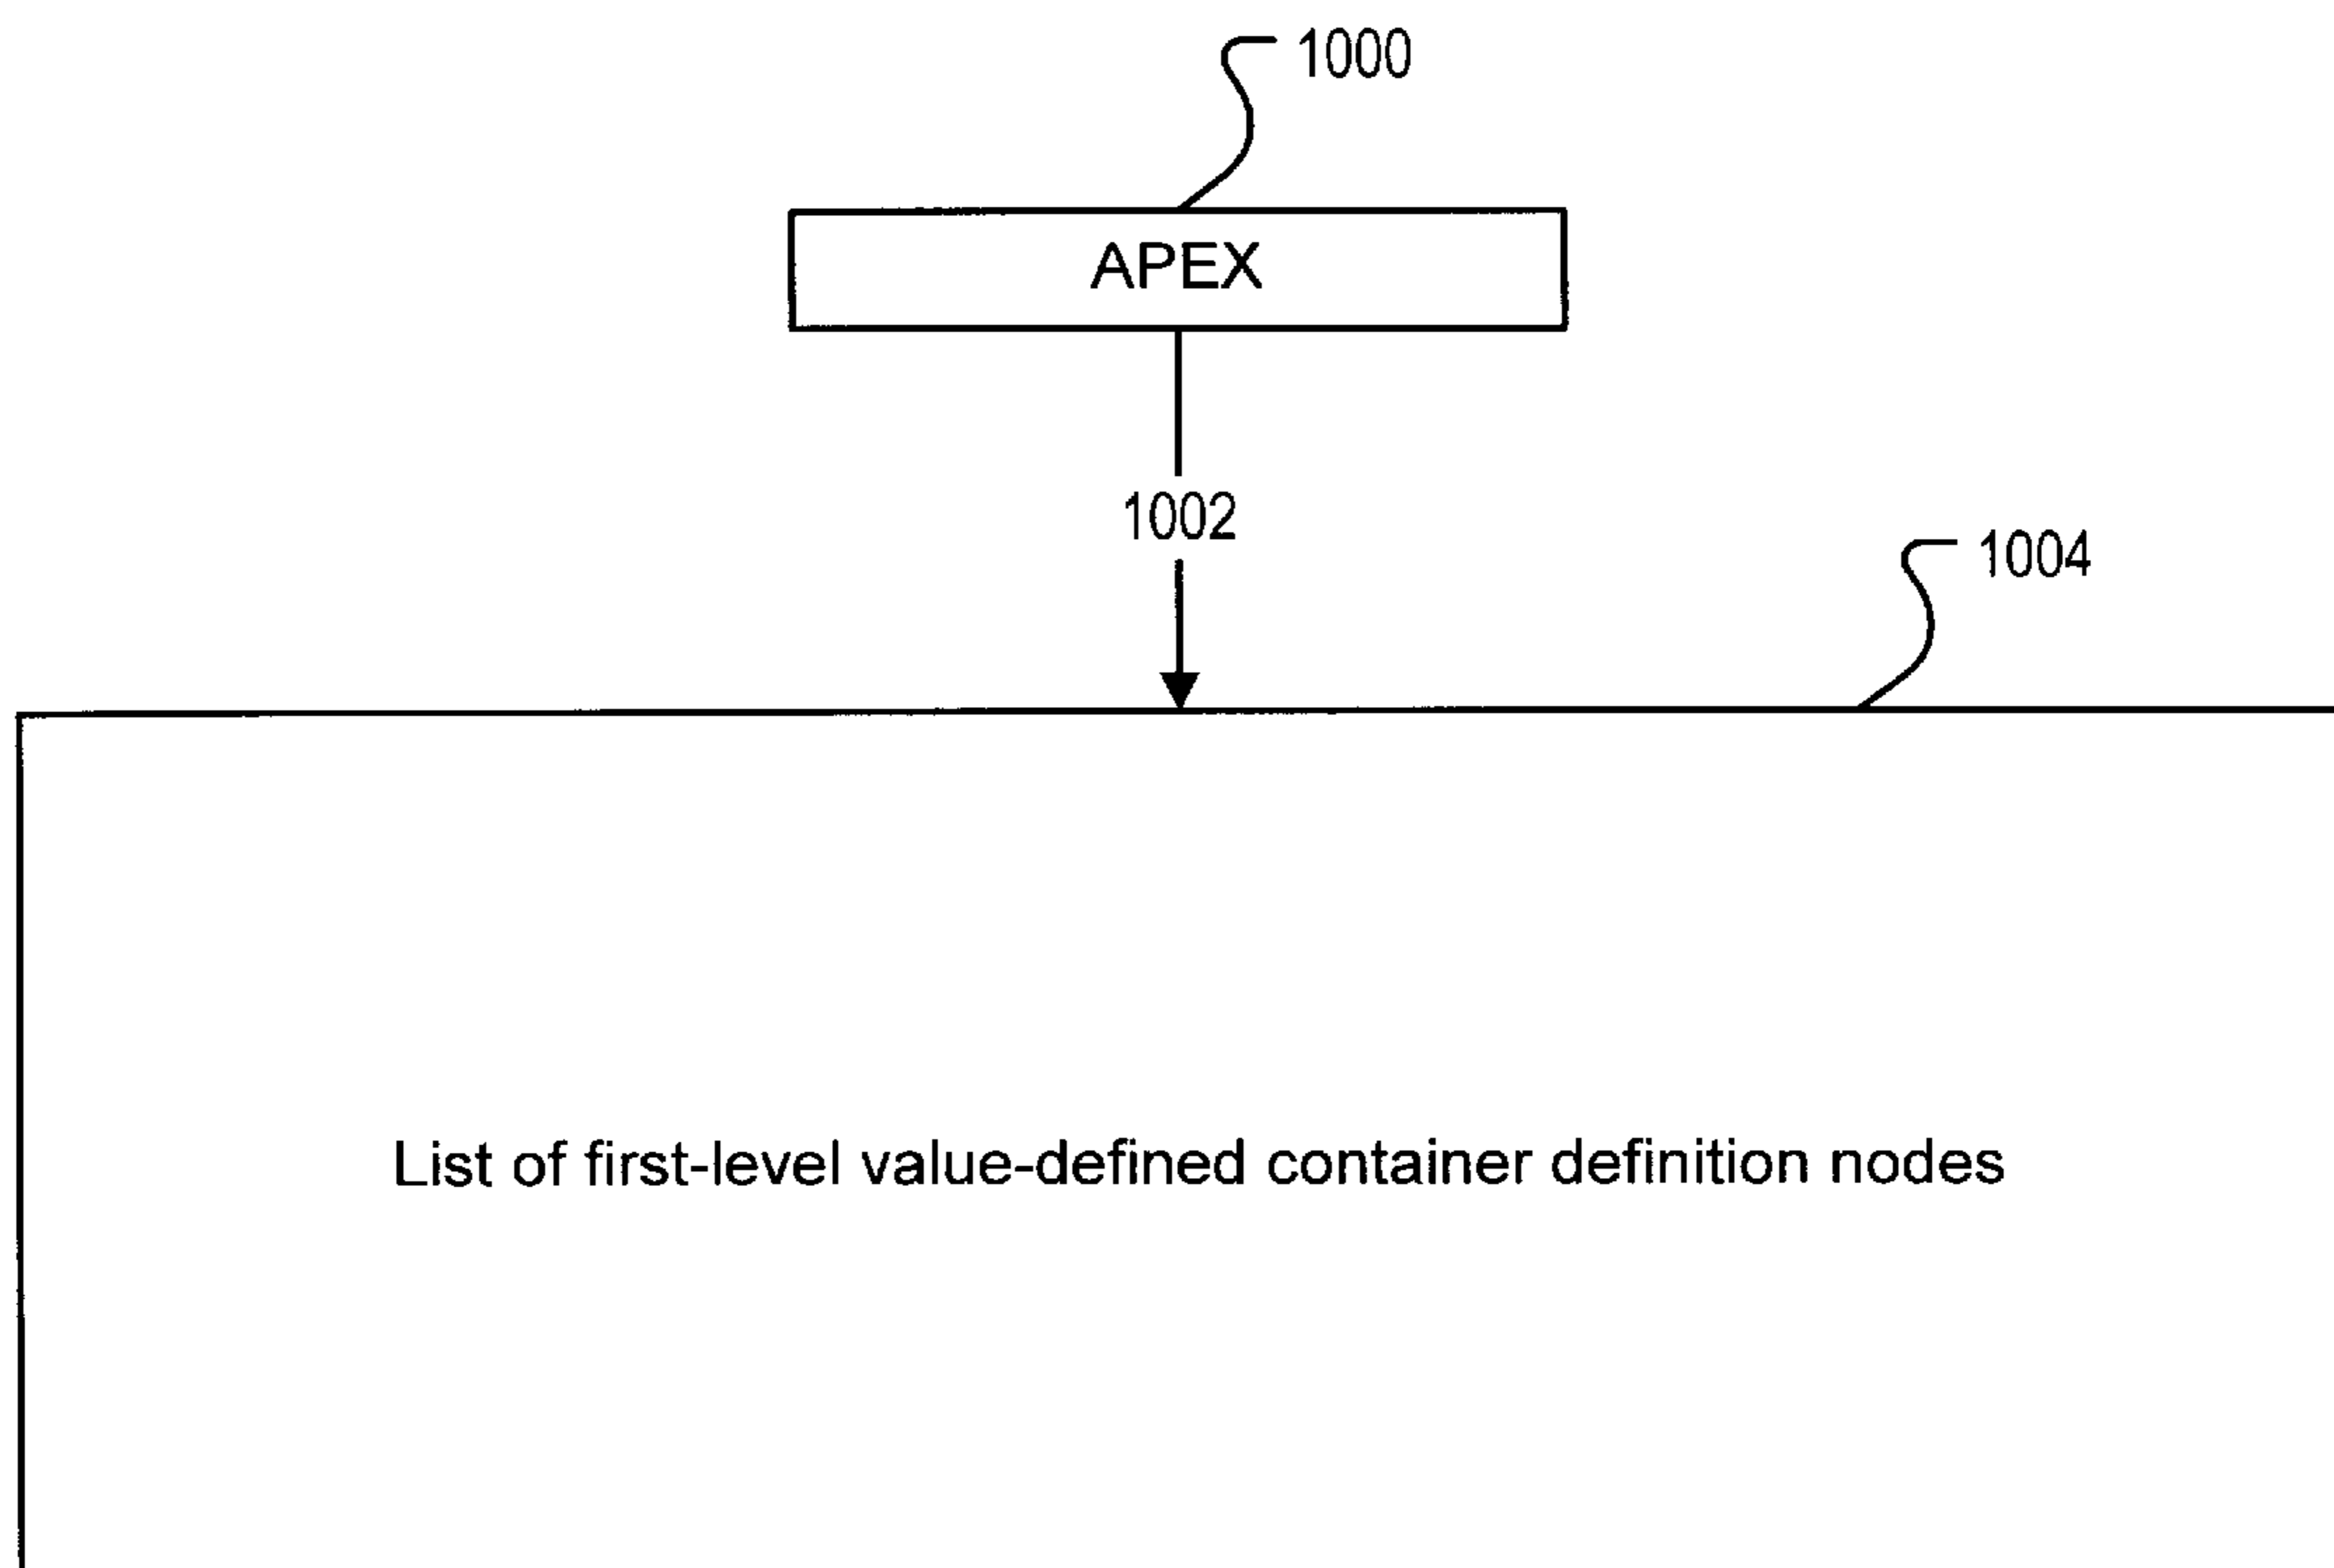 1000
APEX
1002
1004
List of first-level value-defined container definition nodes